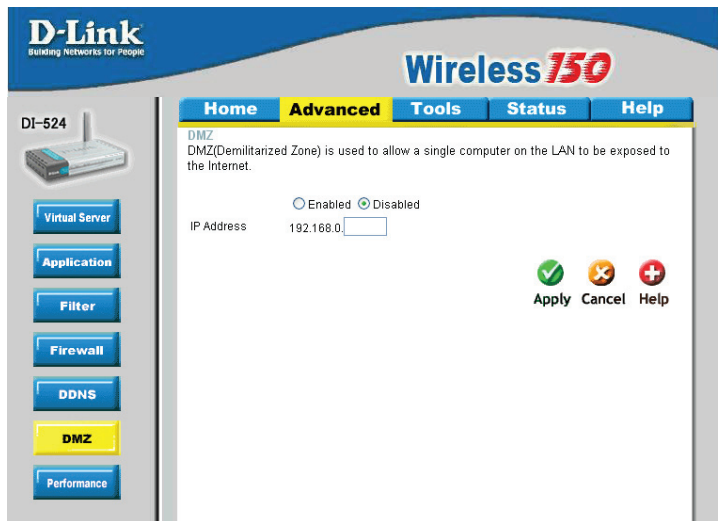 D-Link
Building Networks for People
Wireless 150
DI-524
Home Advanced Tools Status Help
DMZ
DMZ(Demilitarized Zone) is used to allow a single computer on the LAN to be exposed to
the Internet.
Enabled Disabled
IP Address 192.168.0.
Apply Cancel Help
Virtual Server
Application
Filter
Firewall
DDNS
DMZ
Performance